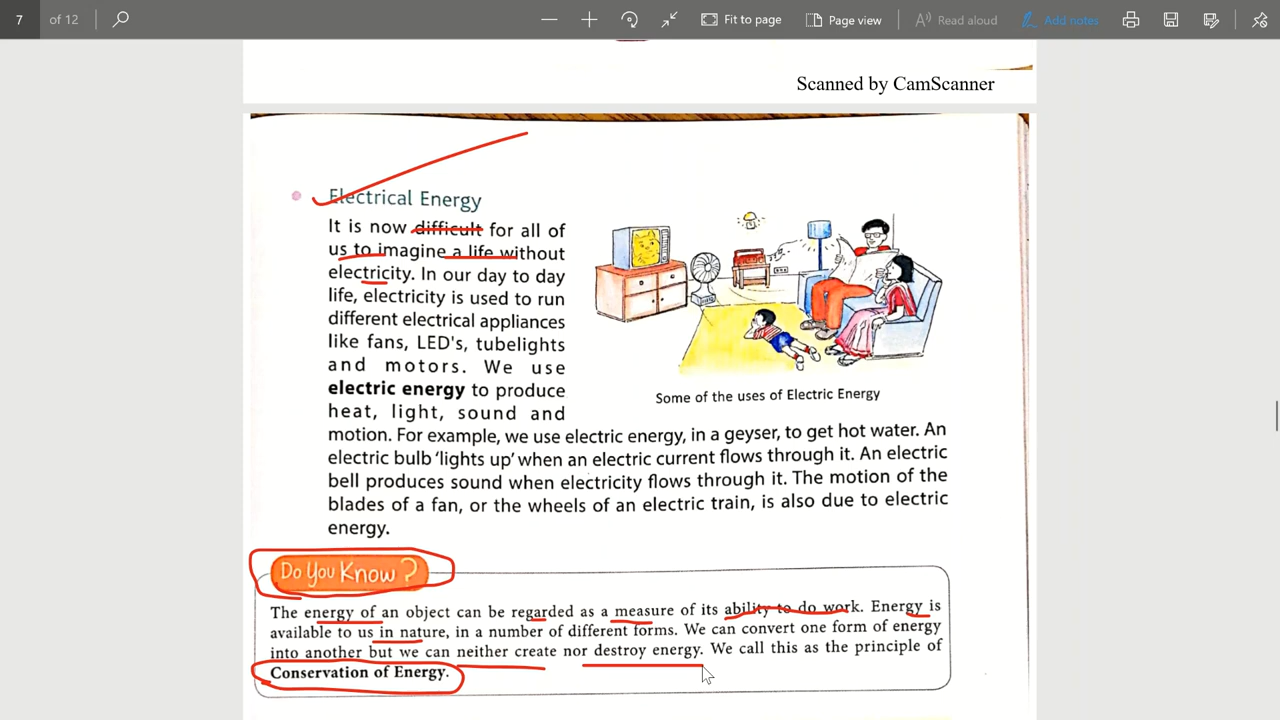 7 of 12 Fit to page Page view Read aloud Add notes
Scanned by CamScanner
Electrical Energy
It is now difficult for all of
us to imagine a life without
electricity. In our day to day
life, electricity is used to run
different electrical appliances
like fans, LED's, tubelights
and motors. We use
electric energy to produce
heat, light, sound and
motion. For example, we use electric energy, in a geyser, to get hot water. An
electric bulb 'lights up' when an electric current flows through it. An electric
bell produces sound when electricity flows through it. The motion of the
blades of a fan, or the wheels of an electric train, is also due to electric
energy.
Some of the uses of Electric Energy
Do You Know?
The energy of an object can be regarded as a measure of its ability to do work. Energy is
available to us in nature, in a number of different forms. We can convert one form of energy
into another but we can neither create nor destroy energy. We call this as the principle of
Conservation of Energy.